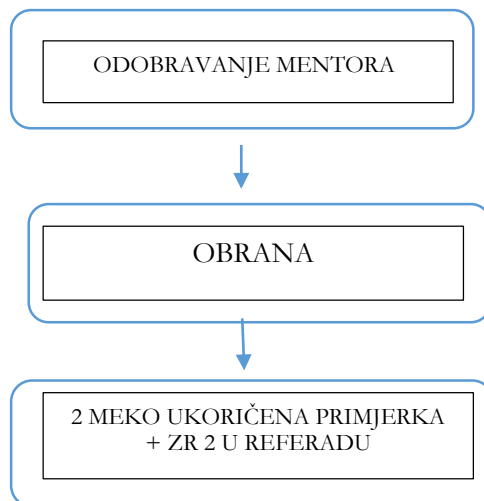 ODOBRAVANJE MENTORA
OBRANA
2 MEKO UKORIČENA PRIMJERKA
+ ZR 2 U REFERADU